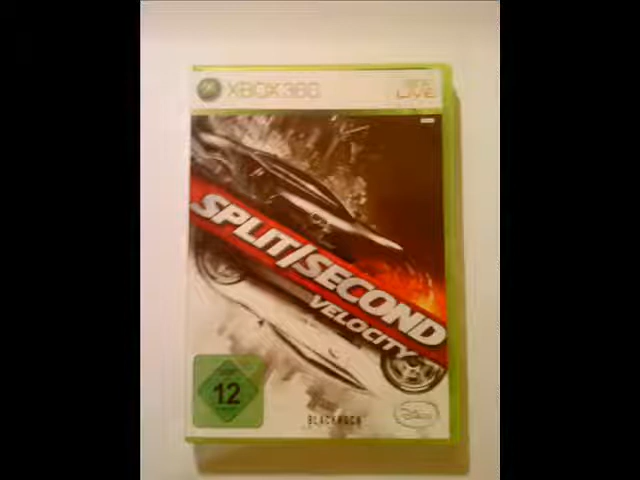 XBOX 360
LIVE
SPLIT/SECOND
VELOCITY
12
BLACKROCK
Disney